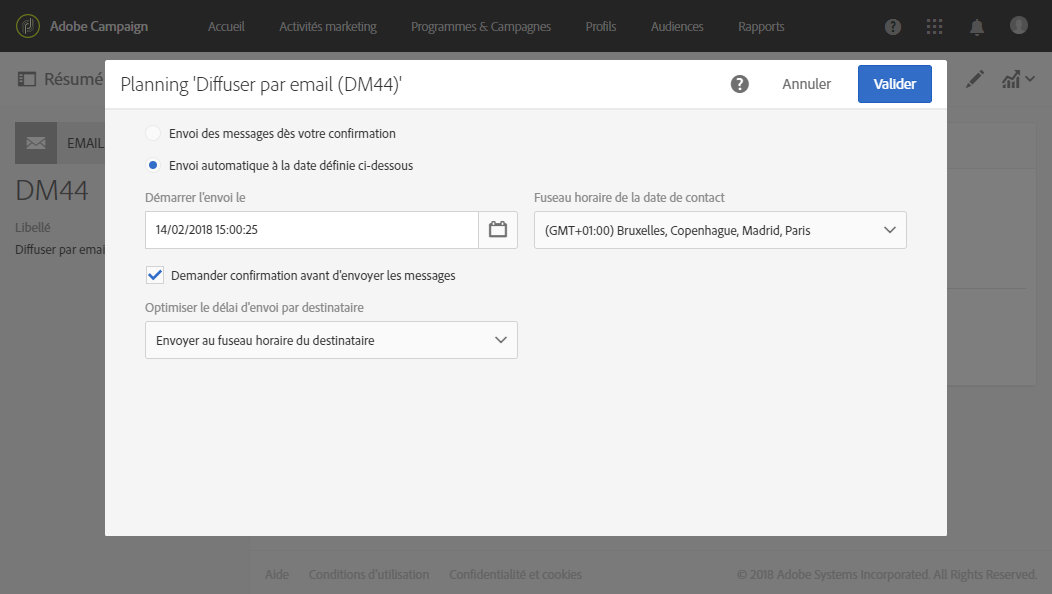 Adobe Campaign
Accueil
Activités marketing
Programmes & Campagnes
Profils
Audiences
Rapports
Résumé
Planning 'Diffuser par email (DM44)'
Annuler
Valider
EMAIL
DM44
Libellé
Diffuser par emai
Envoi des messages dès votre confirmation
Envoi automatique à la date définie ci-dessous
Démarrer l'envoi le
Fuseau horaire de la date de contact
14/02/2018 15:00:25
(GMT+01:00) Bruxelles, Copenhague, Madrid, Paris
Demander confirmation avant d'envoyer les messages
Optimiser le délai d'envoi par destinataire
Envoyer au fuseau horaire du destinataire
Aide
Conditions d'utilisation
Confidentialité et cookies
© 2018 Adobe Systems Incorporated. All Rights Reserved.